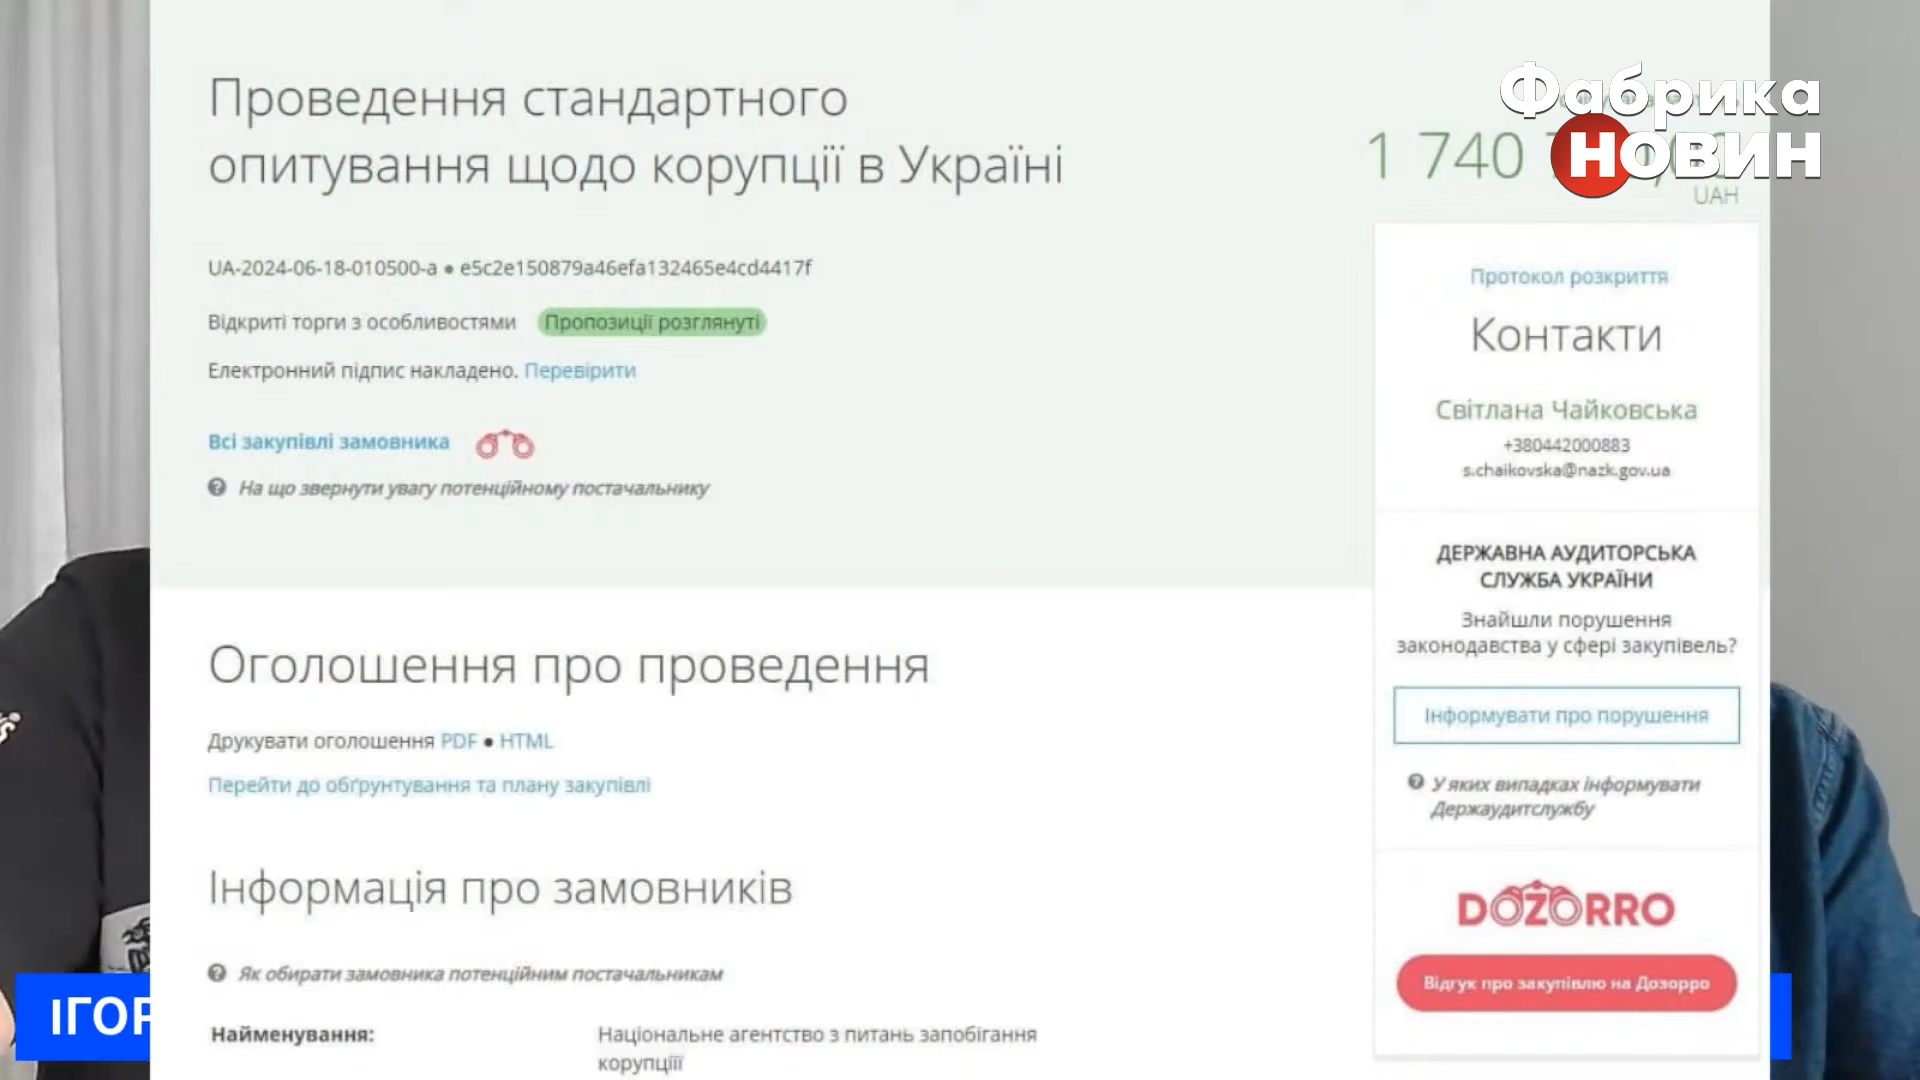 Фабрика
НОВИН
Проведення стандартного
опитування щодо корупції в Україні
1 740
UAH
UA-2024-06-18-010500-a ● e5c2e150879a46efa132465e4cd4417f
Відкриті торги з особливостями Пропозиції розглянуті
Електронний підпис накладено. Перевірити
Всі закупівлі замовника
На що звернути увагу потенційному постачальнику
Протокол розкриття
Контакти
Світлана Чайковська
+380442000883
s.chaikovska@nazk.gov.ua
ДЕРЖАВНА АУДИТОРСЬКА
СЛУЖБА УКРАЇНИ
Знайшли порушення
законодавства у сфері закупівель?
Інформувати про порушення
У яких випадках інформувати
Держаудитслужбу
DOZORRO
Відгук про закупівлю на Дозорро
Оголошення про проведення
Друкувати оголошення PDF ● HTML
Перейти до обґрунтування та плану закупівлі
Інформація про замовників
Як обирати замовника потенційним постачальникам
Найменування: Національне агентство з питань запобігання
корупціїї
ІГОР